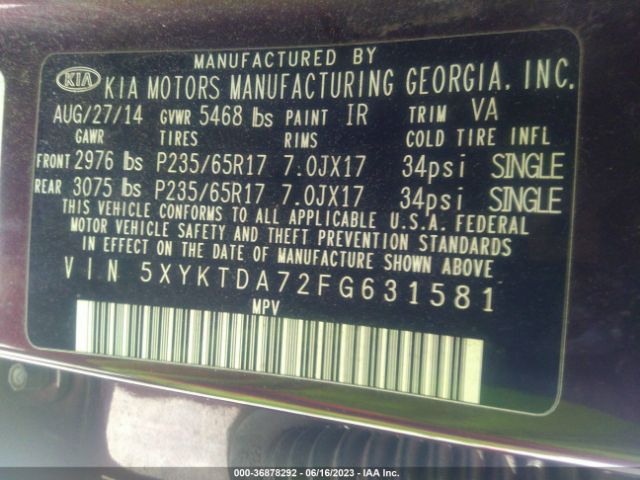 MANUFACTURED BY
KIA KIA MOTORS MANUFACTURING GEORGIA, INC.
AUG/27/14 GVWR 5468 lbs PAINT IR TRIM VA
GAWR TIRES RIMS COLD TIRE INFL
FRONT 2976 lbs P235/65R17 7.0JX17 34psi SINGLE
REAR 3075 lbs P235/65R17 7.0JX17 34psi SINGLE
THIS VEHICLE CONFORMS TO ALL APPLICABLE U.S.A. FEDERAL
MOTOR VEHICLE SAFETY AND THEFT PREVENTION STANDARDS
IN EFFECT ON THE DATE OF MANUFACTURE SHOWN ABOVE
VIN 5XYKTDA72FG631581
MPV
000-36878292 - 06/16/2023 - IAA Inc.